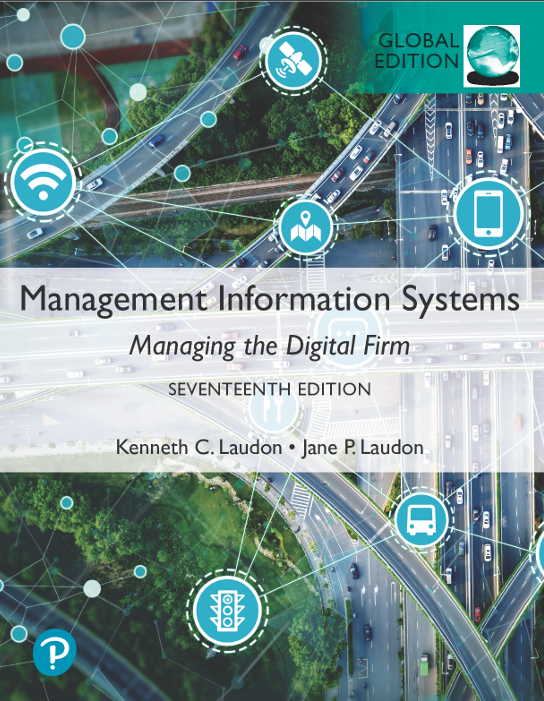 GLOBAL
EDITION
Management Information Systems
Managing the Digital Firm
SEVENTEENTH EDITION
Kenneth C. Laudon • Jane P. Laudon
P